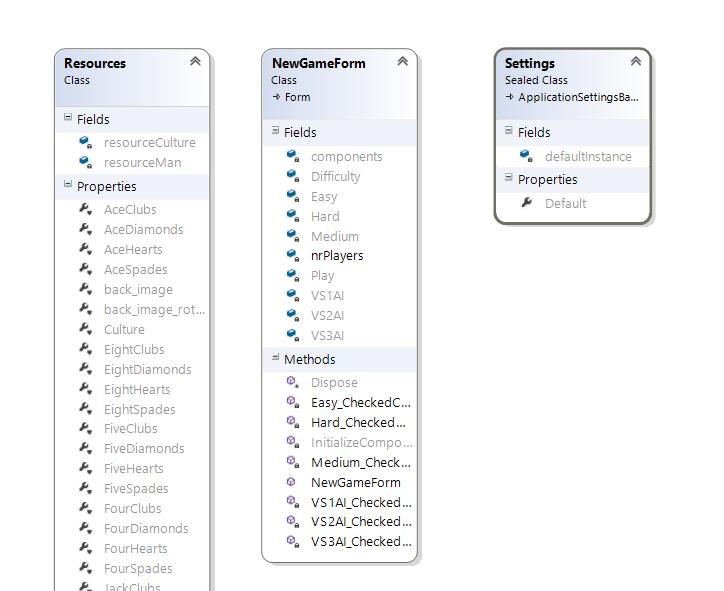 Resources
Class
Fields
resourceCulture
resourceMan
Properties
AceClubs
AceDiamonds
AceHearts
AceSpades
back_image
back_image_rot...
Culture
EightClubs
EightDiamonds
EightHearts
EightSpades
FiveClubs
FiveDiamonds
FiveHearts
FiveSpades
FourClubs
FourDiamonds
FourHearts
FourSpades
JackClubs
NewGameForm
Class
Form
Fields
components
Difficulty
Easy
Hard
Medium
nrPlayers
Play
VS1AI
VS2AI
VS3AI
Methods
Dispose
Easy_CheckedC...
Hard_Checked...
InitializeCompo...
Medium_Check...
NewGameForm
VS1AI_Checked...
VS2AI_Checked...
VS3AI_Checked...
Settings
Sealed Class
ApplicationSettingsBa...
Fields
defaultInstance
Properties
Default